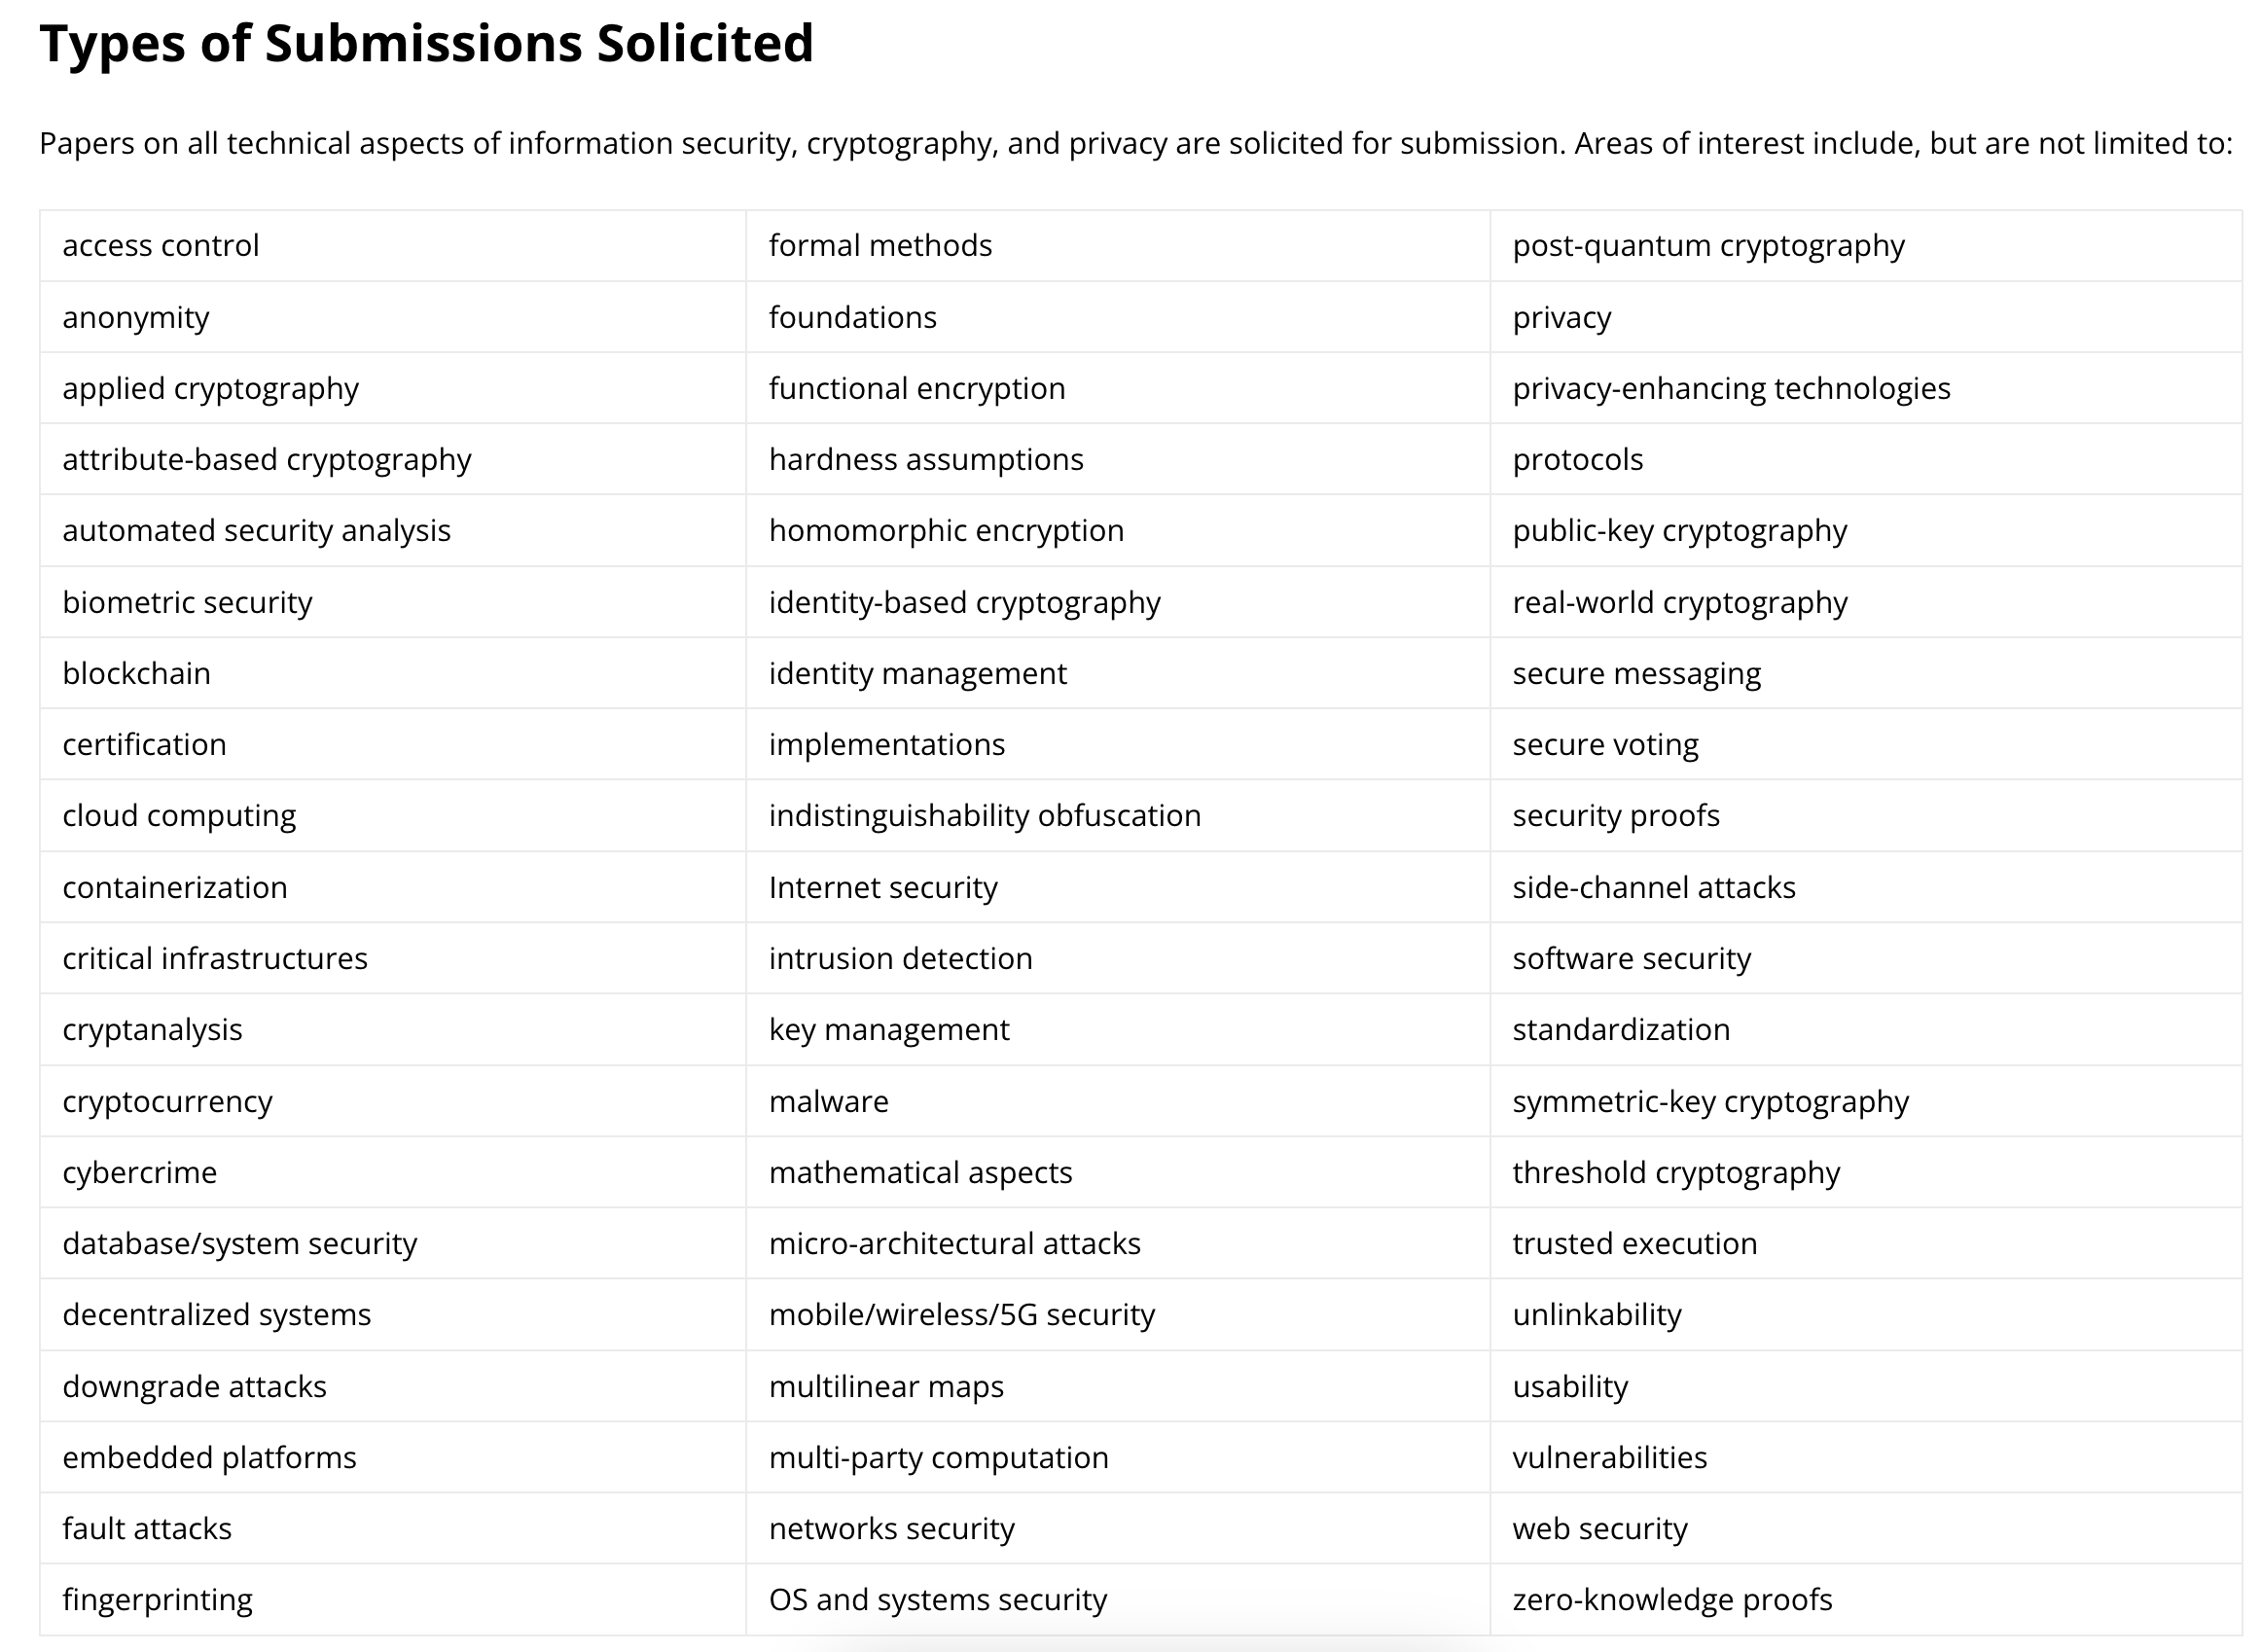 Types of Submissions Solicited
Papers on all technical aspects of information security, cryptography, and privacy are solicited for submission. Areas of interest include, but are not limited to:
access control formal methods post-quantum cryptography
anonymity foundations privacy
applied cryptography functional encryption privacy-enhancing technologies
attribute-based cryptography hardness assumptions protocols
automated security analysis homomorphic encryption public-key cryptography
biometric security identity-based cryptography real-world cryptography
blockchain identity management secure messaging
certification implementations secure voting
cloud computing indistinguishability obfuscation security proofs
containerization Internet security side-channel attacks
critical infrastructures intrusion detection software security
cryptanalysis key management standardization
cryptocurrency malware symmetric-key cryptography
cybercrime mathematical aspects threshold cryptography
database/system security micro-architectural attacks trusted execution
decentralized systems mobile/wireless/5G security unlinkability
downgrade attacks multilinear maps usability
embedded platforms multi-party computation vulnerabilities
fault attacks networks security web security
fingerprinting OS and systems security zero-knowledge proofs